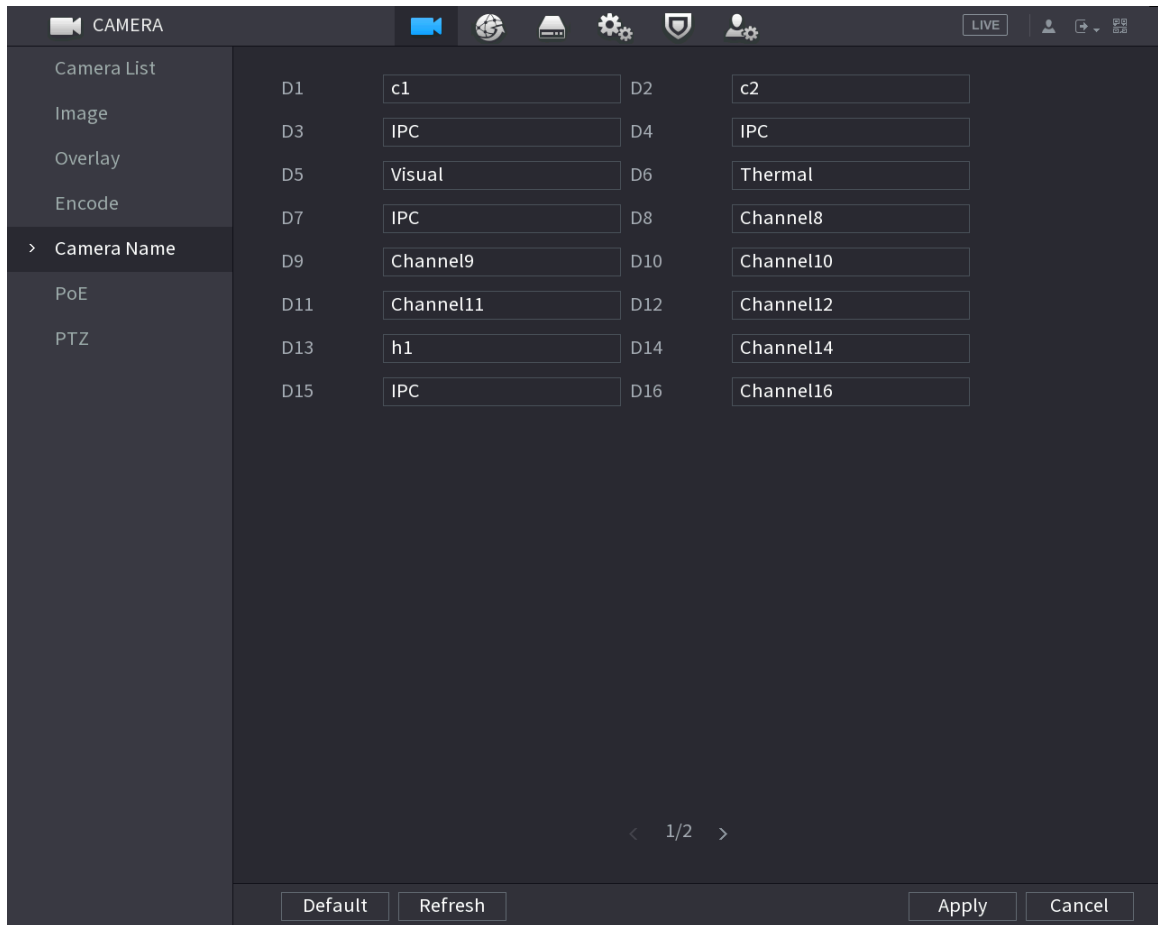 CAMERA
LIVE
Camera List
Image
Overlay
Encode
Camera Name
PoE
PTZ
D1 c1 D2 c2
D3 IPC D4 IPC
D5 Visual D6 Thermal
D7 IPC D8 Channel8
D9 Channel9 D10 Channel10
D11 Channel11 D12 Channel12
D13 h1 D14 Channel14
D15 IPC D16 Channel16
< 1/2 >
Default Refresh Apply Cancel